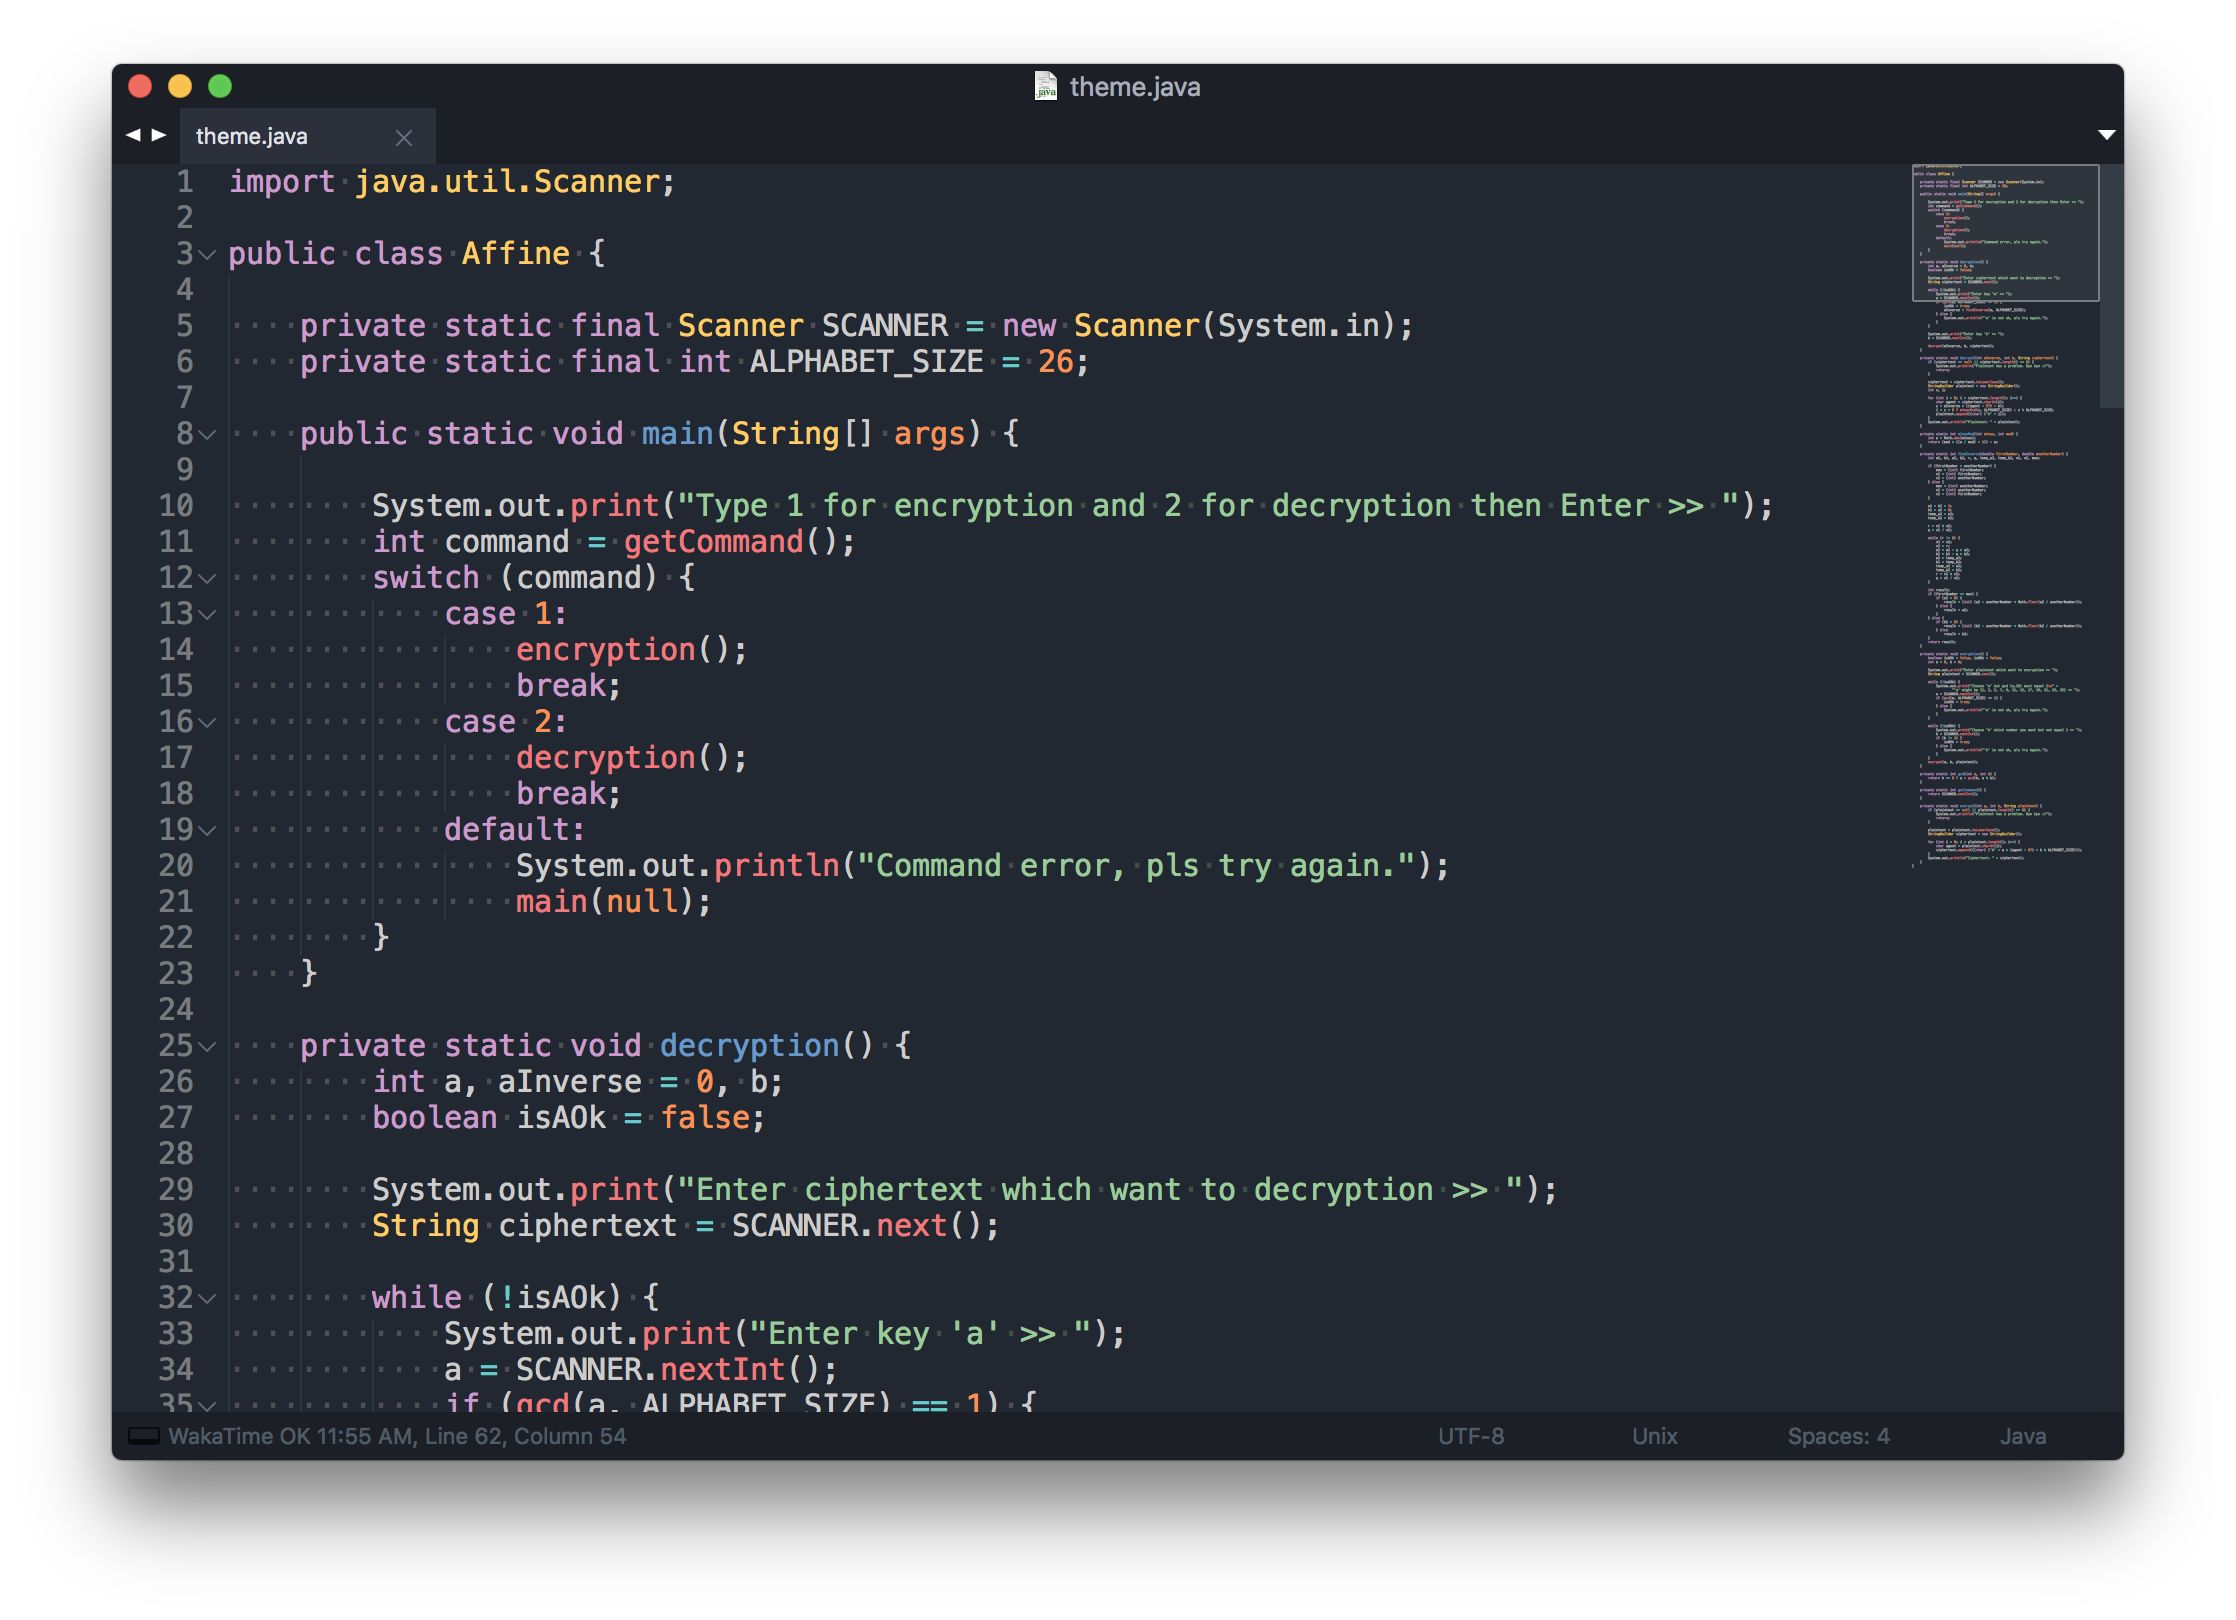 theme.java
theme.java
1 import java.util.Scanner;
2
3 public class Affine {
4
5     private static final Scanner SCANNER = new Scanner(System.in);
6     private static final int ALPHABET_SIZE = 26;
7
8     public static void main(String[] args) {
9
10         System.out.print("Type 1 for encryption and 2 for decryption then Enter >> ");
11         int command = getCommand();
12         switch (command) {
13             case 1:
14                 encryption();
15                 break;
16             case 2:
17                 decryption();
18                 break;
19             default:
20                 System.out.println("Command error, pls try again.");
21                 main(null);
22         }
23     }
24
25     private static void decryption() {
26         int a, aInverse = 0, b;
27         boolean isAOk = false;
28
29         System.out.print("Enter ciphertext which want to decryption >> ");
30         String ciphertext = SCANNER.next();
31
32         while (!isAOk) {
33             System.out.print("Enter key 'a' >> ");
34             a = SCANNER.nextInt();
35             if (gcd(a, ALPHABET_SIZE) == 1) {
WakaTime OK 11:55 AM, Line 62, Column 54 UTF-8 Unix Spaces: 4 Java